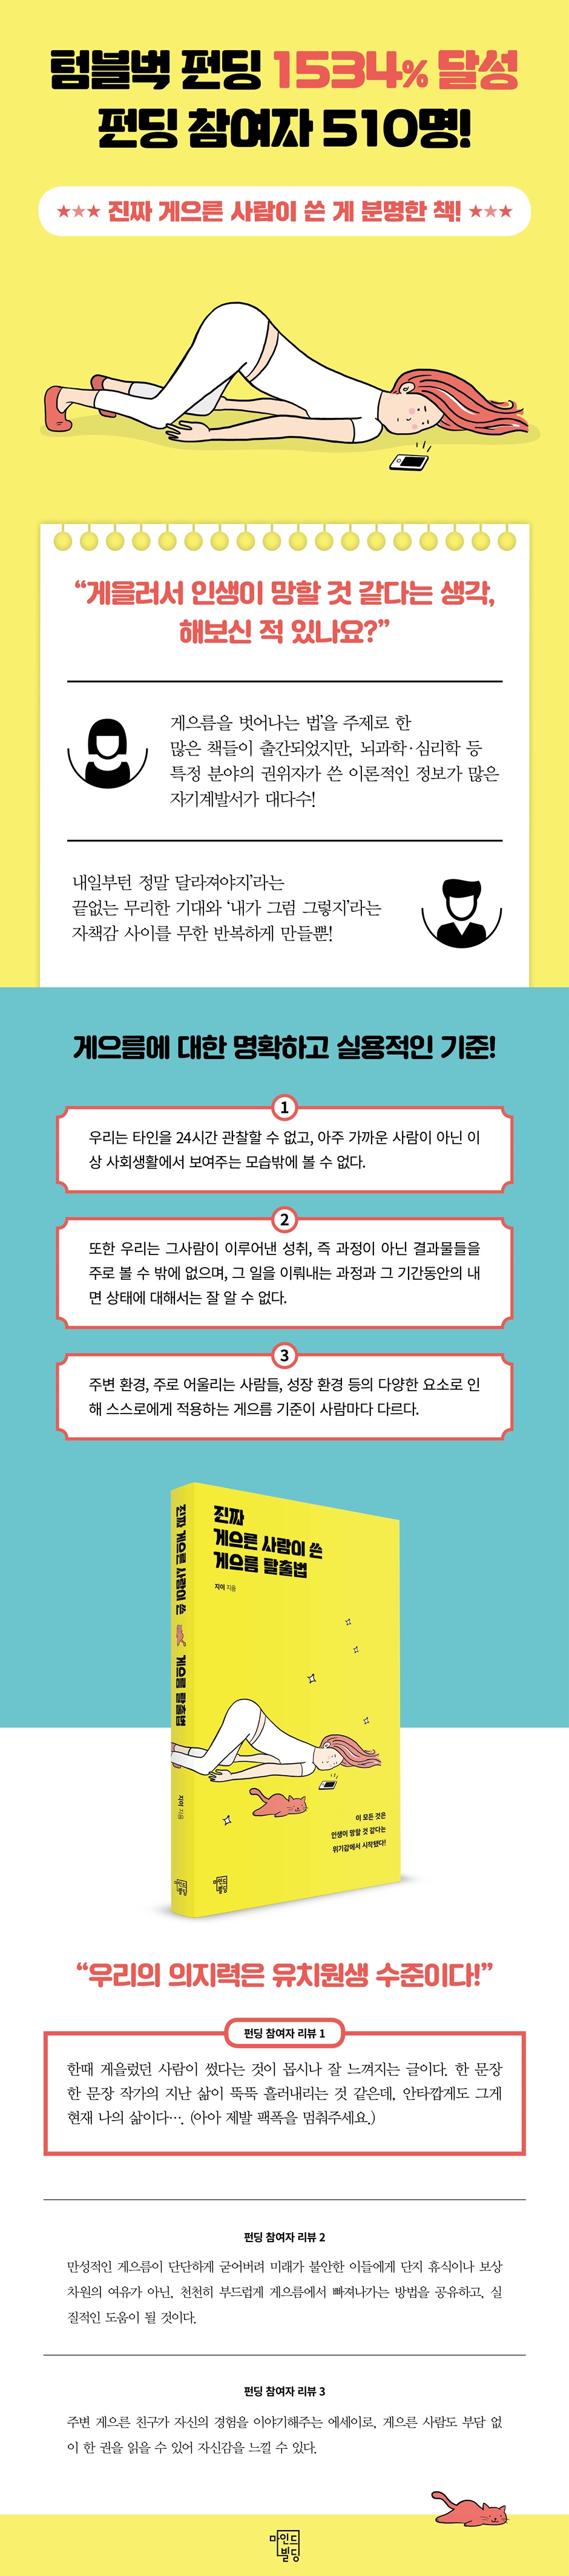 텀블벅 펀딩 1534% 달성
펀딩 참여자 510명!
★★★ 진짜 게으른 사람이 쓴 게 분명한 책! ★★★
“게을러서 인생이 망할 것 같다는 생각,
해보신 적 있나요?”
게으름을 벗어나는 법’을 주제로 한
많은 책들이 출간되었지만, 뇌과학·심리학 등
특정 분야의 권위자가 쓴 이론적인 정보가 많은
자기계발서가 대다수!
내일부턴 정말 달라져야지’라는
끝없는 무리한 기대와 ‘내가 그럼 그렇지’라는
자책감 사이를 무한 반복하게 만들뿐!
게으름에 대한 명확하고 실용적인 기준!
1
우리는 타인을 24시간 관찰할 수 없고, 아주 가까운 사람이 아닌 이
상 사회생활에서 보여주는 모습밖에 볼 수 없다.
2
또한 우리는 그사람이 이루어낸 성취, 즉 과정이 아닌 결과물들을
주로 볼 수 밖에 없으며, 그 일을 이뤄내는 과정과 그 기간동안의 내
면 상태에 대해서는 잘 알 수 없다.
3
주변 환경, 주로 어울리는 사람들, 성장 환경 등의 다양한 요소로 인
해 스스로에게 적용하는 게으름 기준이 사람마다 다르다.
진짜 게으른 사람이 쓴 게으름 탈출법
지이 지음
마인드
빌딩
진짜
게으른 사람이 쓴
게으름 탈출법
지이 지음
이 모든 것은
인생이 망할 것 같다는
위기감에서 시작됐다!
마인드
빌딩
“우리의 의지력은 유치원생 수준이다!”
펀딩 참여자 리뷰 1
한때 게을렀던 사람이 썼다는 것이 몹시나 잘 느껴지는 글이다. 한 문장
한 문장 작가의 지난 삶이 뚝뚝 흘러내리는 것 같은데, 안타깝게도 그게
현재 나의 삶이다…. (아아 제발 팩폭을 멈춰주세요.)
펀딩 참여자 리뷰 2
만성적인 게으름이 단단하게 굳어버려 미래가 불안한 이들에게 단지 휴식이나 보상
차원의 여유가 아닌, 천천히 부드럽게 게으름에서 빠져나가는 방법을 공유하고, 실
질적인 도움이 될 것이다.
펀딩 참여자 리뷰 3
주변 게으른 친구가 자신의 경험을 이야기해주는 에세이로, 게으른 사람도 부담 없
이 한 권을 읽을 수 있어 자신감을 느낄 수 있다.
마인드
빌딩